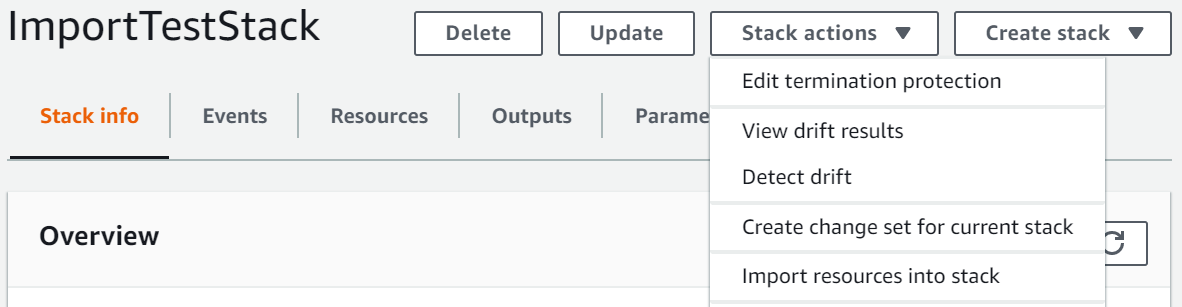 ImportTestStack
Delete
Update
Stack actions ▼
Create stack ▼
Stack info
Events
Resources
Outputs
Parame
Edit termination protection
View drift results
Detect drift
Create change set for current stack
Import resources into stack
Overview